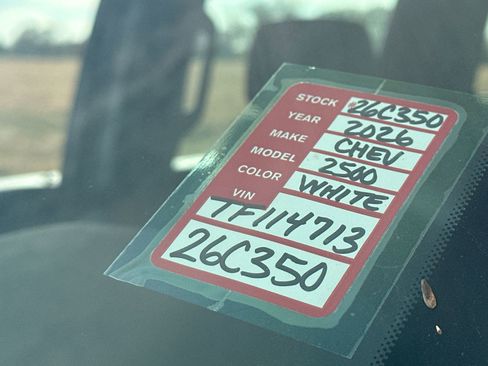 STOCK 26C350
YEAR 2026
MAKE CHEV
MODEL 2500
COLOR WHITE
VIN TF114713
26C350